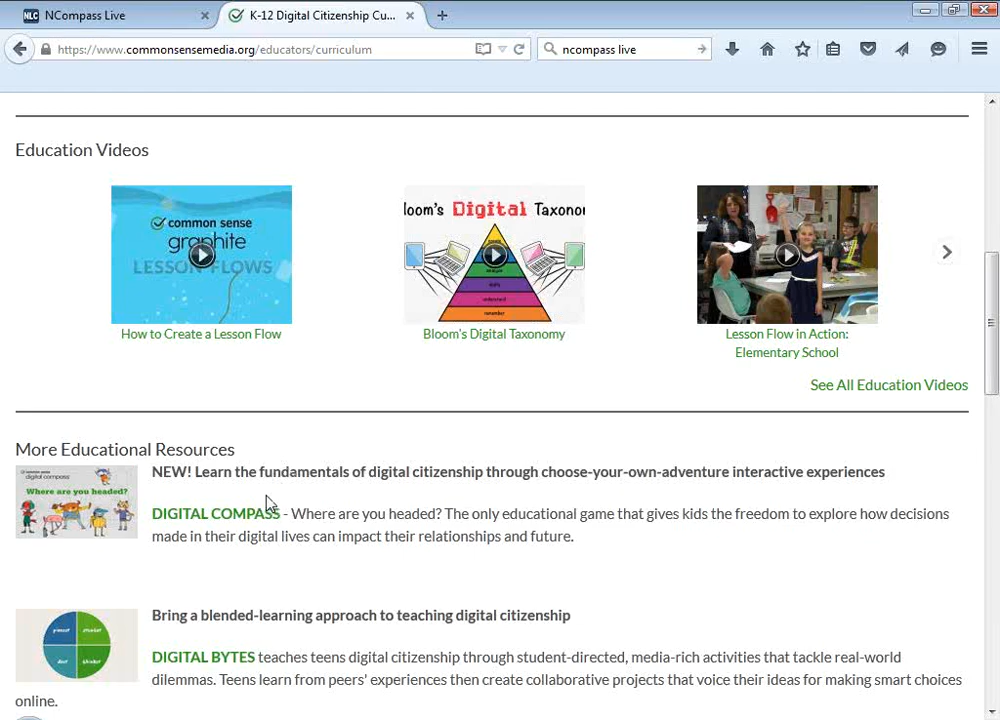 NLC NCompass Live
K-12 Digital Citizenship Cu...
https://www.commonsensemedia.org/educators/curriculum
ncompass live
Education Videos
common sense
graphite
LESSON FLOWS
How to Create a Lesson Flow
loom's Digital Taxono
remember
Bloom's Digital Taxonomy
Lesson Flow in Action:
Elementary School
See All Education Videos
More Educational Resources
common sense
digital compass
Where are you headed?
NEW! Learn the fundamentals of digital citizenship through choose-your-own-adventure interactive experiences
DIGITAL COMPASS - Where are you headed? The only educational game that gives kids the freedom to explore how decisions
made in their digital lives can impact their relationships and future.
Bring a blended-learning approach to teaching digital citizenship
DIGITAL BYTES teaches teens digital citizenship through student-directed, media-rich activities that tackle real-world
dilemmas. Teens learn from peers' experiences then create collaborative projects that voice their ideas for making smart choices
online.